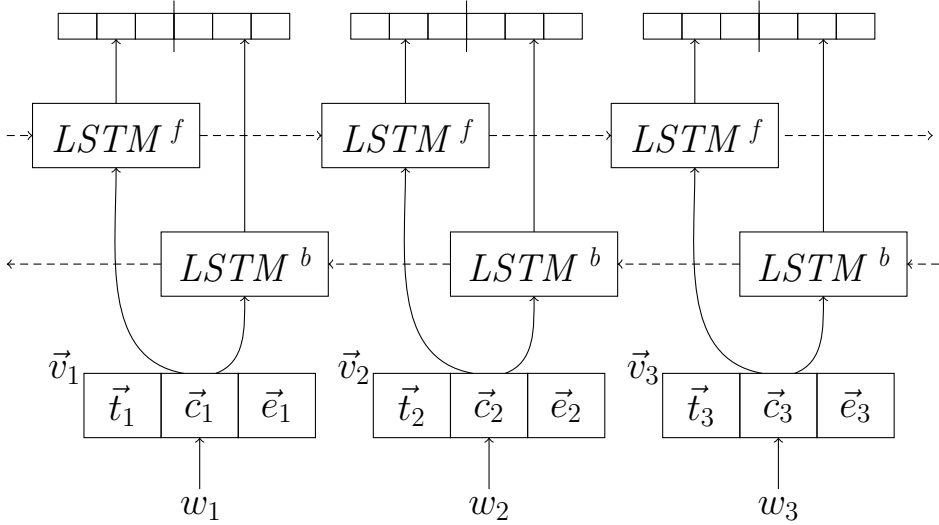 LSTM f LSTM f LSTM f
LSTM b LSTM b LSTM b
v⃗1 v⃗2 v⃗3
t⃗1 c⃗1 e⃗1 t⃗2 c⃗2 e⃗2 t⃗3 c⃗3 e⃗3
w1 w2 w3